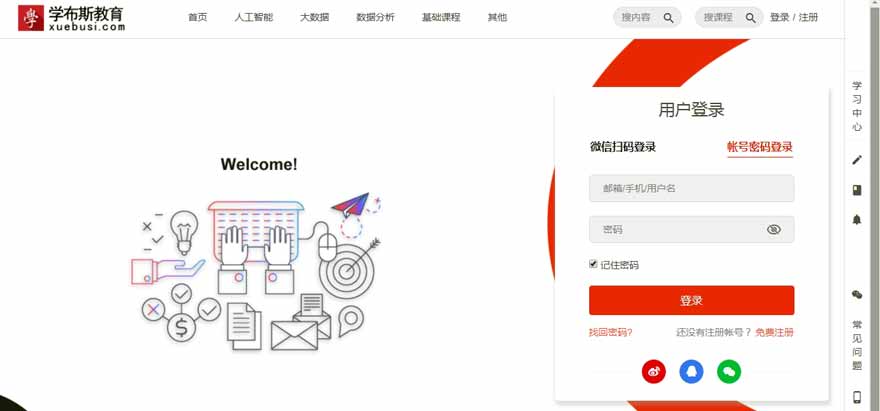 学布斯教育
xuebusi.com
首页 人工智能 大数据 数据分析 基础课程 其他
搜内容 搜课程 登录 / 注册
Welcome!
用户登录
微信扫码登录 帐号密码登录
邮箱/手机/用户名
密码
记住密码
登录
找回密码? 还没有注册帐号? 免费注册
学习中心
常见问题